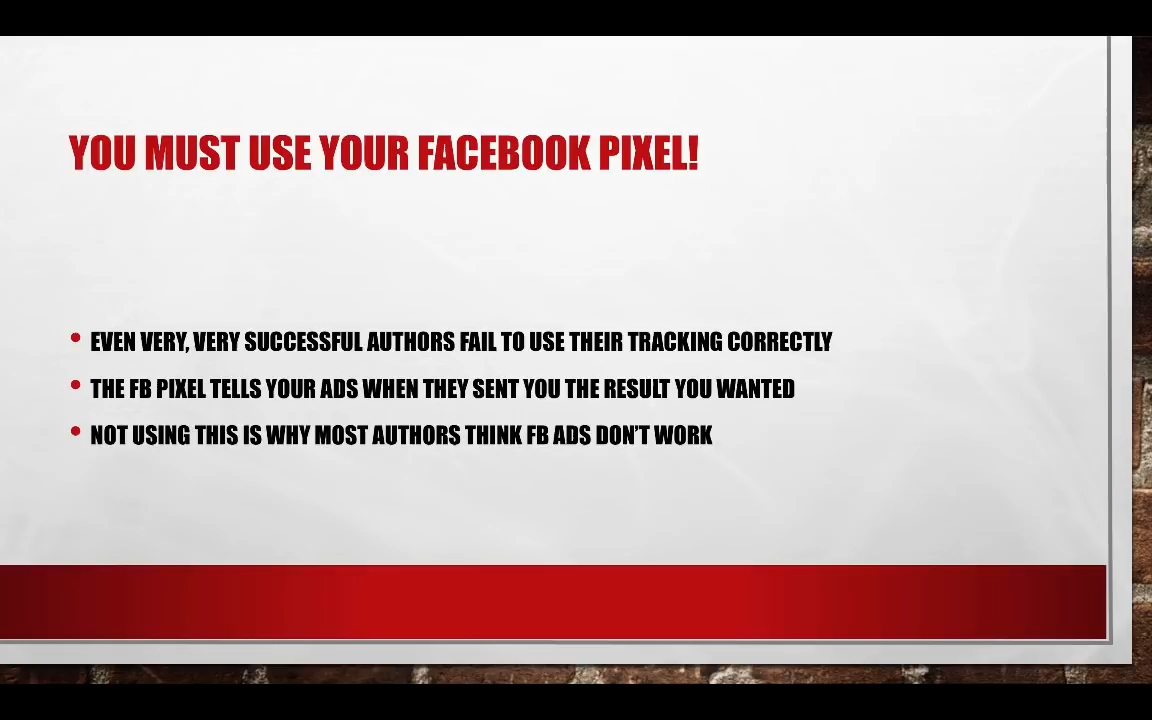 YOU MUST USE YOUR FACEBOOK PIXEL!
• EVEN VERY, VERY SUCCESSFUL AUTHORS FAIL TO USE THEIR TRACKING CORRECTLY
• THE FB PIXEL TELLS YOUR ADS WHEN THEY SENT YOU THE RESULT YOU WANTED
• NOT USING THIS IS WHY MOST AUTHORS THINK FB ADS DON'T WORK